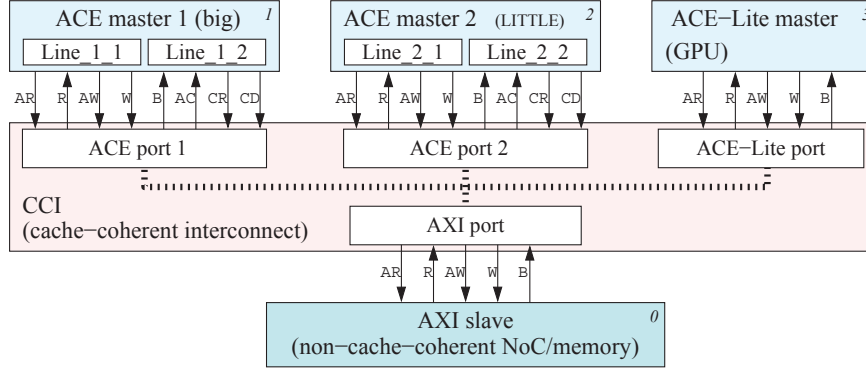 ACE master 1 (big) 1
ACE master 2 (LITTLE) 2
ACE−Lite master 3
(GPU)
Line_1_1 Line_1_2
Line_2_1 Line_2_2
AR R AW W B AC CR CD
AR R AW W B AC CR CD
AR R AW W B
ACE port 1
ACE port 2
ACE−Lite port
CCI
(cache−coherent interconnect)
AXI port
AR R AW W B
AXI slave 0
(non−cache−coherent NoC/memory)